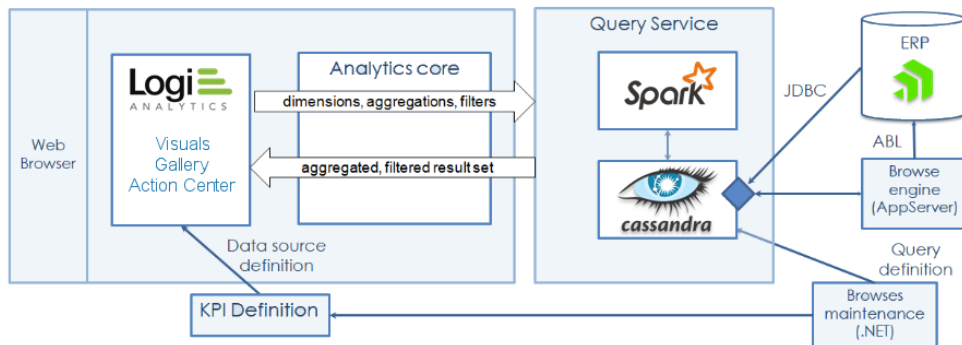 Web
Browser
Logi
ANALYTICS
Visuals
Gallery
Action Center
Analytics core
dimensions, aggregations, filters
aggregated, filtered result set
Query Service
Spark
cassandra
ERP
JDBC
ABL
Browse
engine
(AppServer)
Data source
definition
KPI Definition
Query
definition
Browses
maintenance
(.NET)